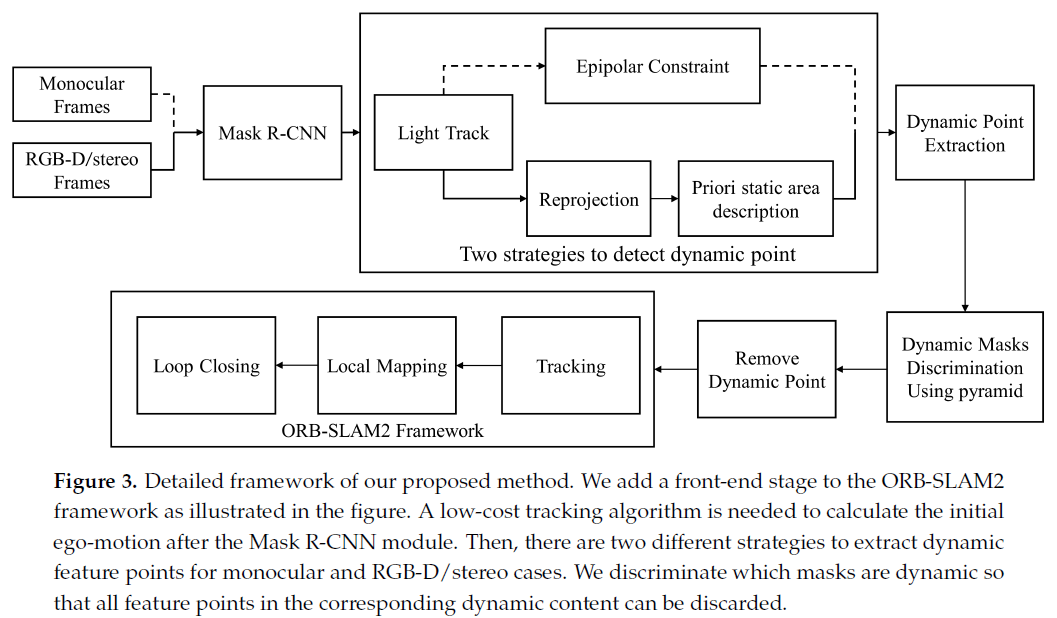 Monocular
Frames
RGB-D/stereo
Frames
Mask R-CNN
Light Track
Epipolar Constraint
Reprojection
Priori static area
description
Two strategies to detect dynamic point
Dynamic Point
Extraction
Dynamic Masks
Discrimination
Using pyramid
Remove
Dynamic Point
Tracking
Local Mapping
Loop Closing
ORB-SLAM2 Framework
Figure 3. Detailed framework of our proposed method. We add a front-end stage to the ORB-SLAM2
framework as illustrated in the figure. A low-cost tracking algorithm is needed to calculate the initial
ego-motion after the Mask R-CNN module. Then, there are two different strategies to extract dynamic
feature points for monocular and RGB-D/stereo cases. We discriminate which masks are dynamic so
that all feature points in the corresponding dynamic content can be discarded.